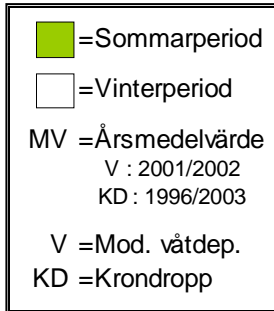 =Sommarperiod
=Vinterperiod
MV =Årsmedelvärde
V : 2001/2002
KD : 1996/2003
V =Mod. våtdep.
KD =Krondropp